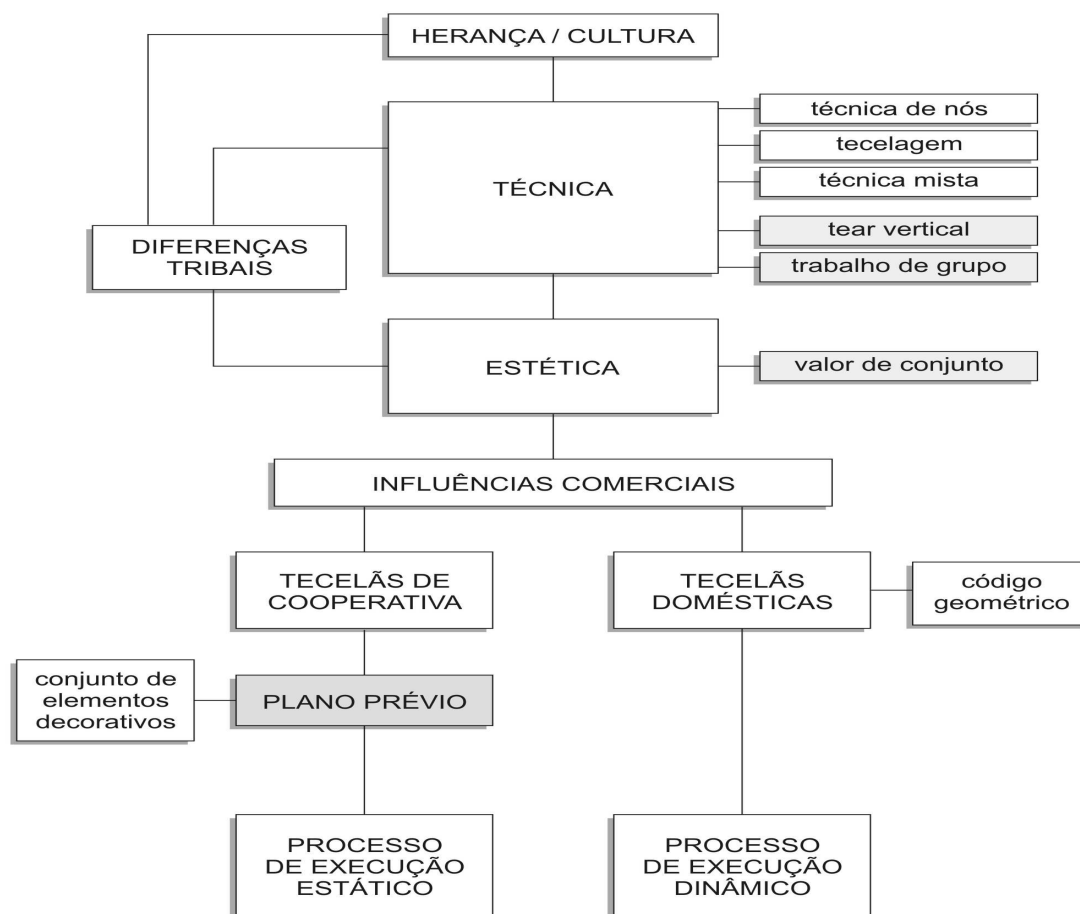 HERANÇA / CULTURA
técnica de nós
tecelagem
TÉCNICA
técnica mista
tear vertical
DIFERENÇAS
TRIBAIS
trabalho de grupo
ESTÉTICA
valor de conjunto
INFLUÊNCIAS COMERCIAIS
TECELÃS DE
COOPERATIVA
TECELÃS
DOMÉSTICAS
código
geométrico
conjunto de
elementos
decorativos
PLANO PRÉVIO
PROCESSO
DE EXECUÇÃO
ESTÁTICO
PROCESSO
DE EXECUÇÃO
DINÂMICO